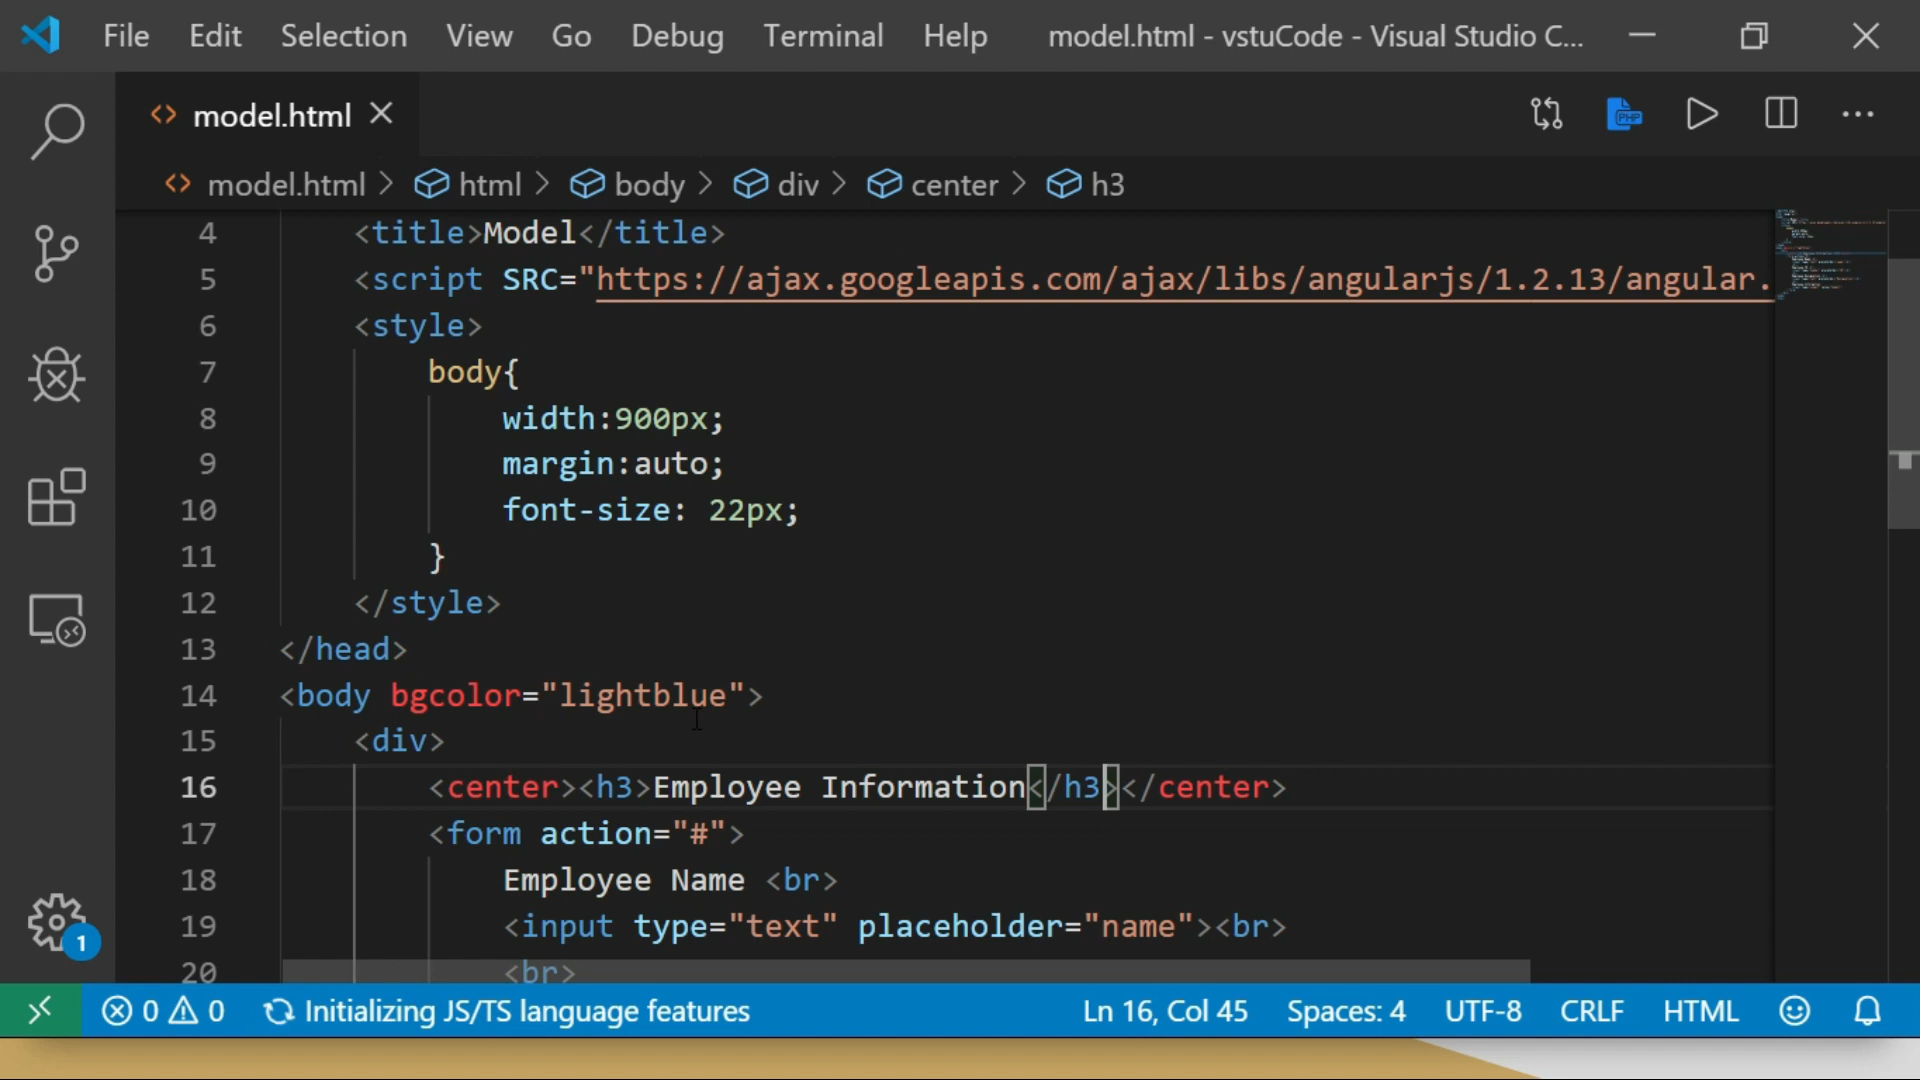 File Edit Selection View Go Debug Terminal Help model.html - vstuCode - Visual Studio C...
model.html
PHP
model.html > html > body > div > center > h3
4 <title>Model</title>
5 <script SRC="https://ajax.googleapis.com/ajax/libs/angularjs/1.2.13/angular.
6 <style>
7 body{
8 width:900px;
9 margin:auto;
10 font-size: 22px;
11 }
12 </style>
13 </head>
14 <body bgcolor="lightblue">
15 <div>
16 <center><h3>Employee Information</h3></center>
17 <form action="#">
18 Employee Name <br>
19 <input type="text" placeholder="name"><br>
20 <br>
1
0 0 Initializing JS/TS language features Ln 16, Col 45 Spaces: 4 UTF-8 CRLF HTML